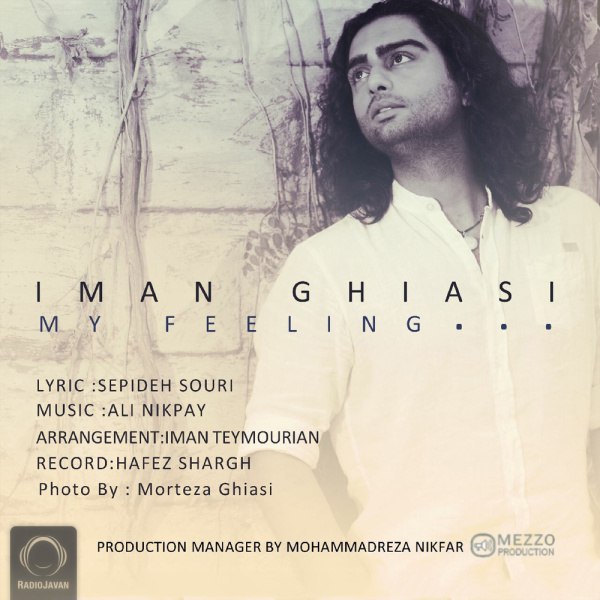 IMAN GHIASI
MY FEELING...
LYRIC :SEPIDEH SOURI
MUSIC :ALI NIKPAY
ARRANGEMENT:IMAN TEYMOURIAN
RECORD:HAFEZ SHARGH
Photo By : Morteza Ghiasi
PRODUCTION MANAGER BY MOHAMMADREZA NIKFAR
MEZZO
PRODUCTION
RADIOJAVAN